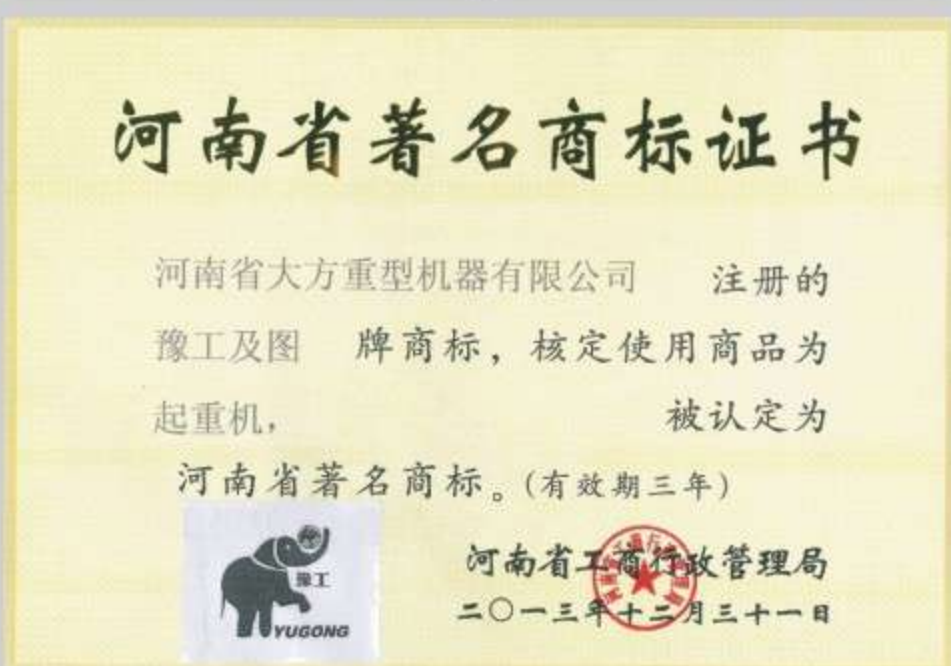 河南省著名商标证书
河南省大方重型机器有限公司 注册的
豫工及图 牌商标，核定使用商品为
起重机， 被认定为
河南省著名商标。(有效期三年)
豫工
YUGONG
河南省工商行政管理局
二〇一三年十二月三十一日